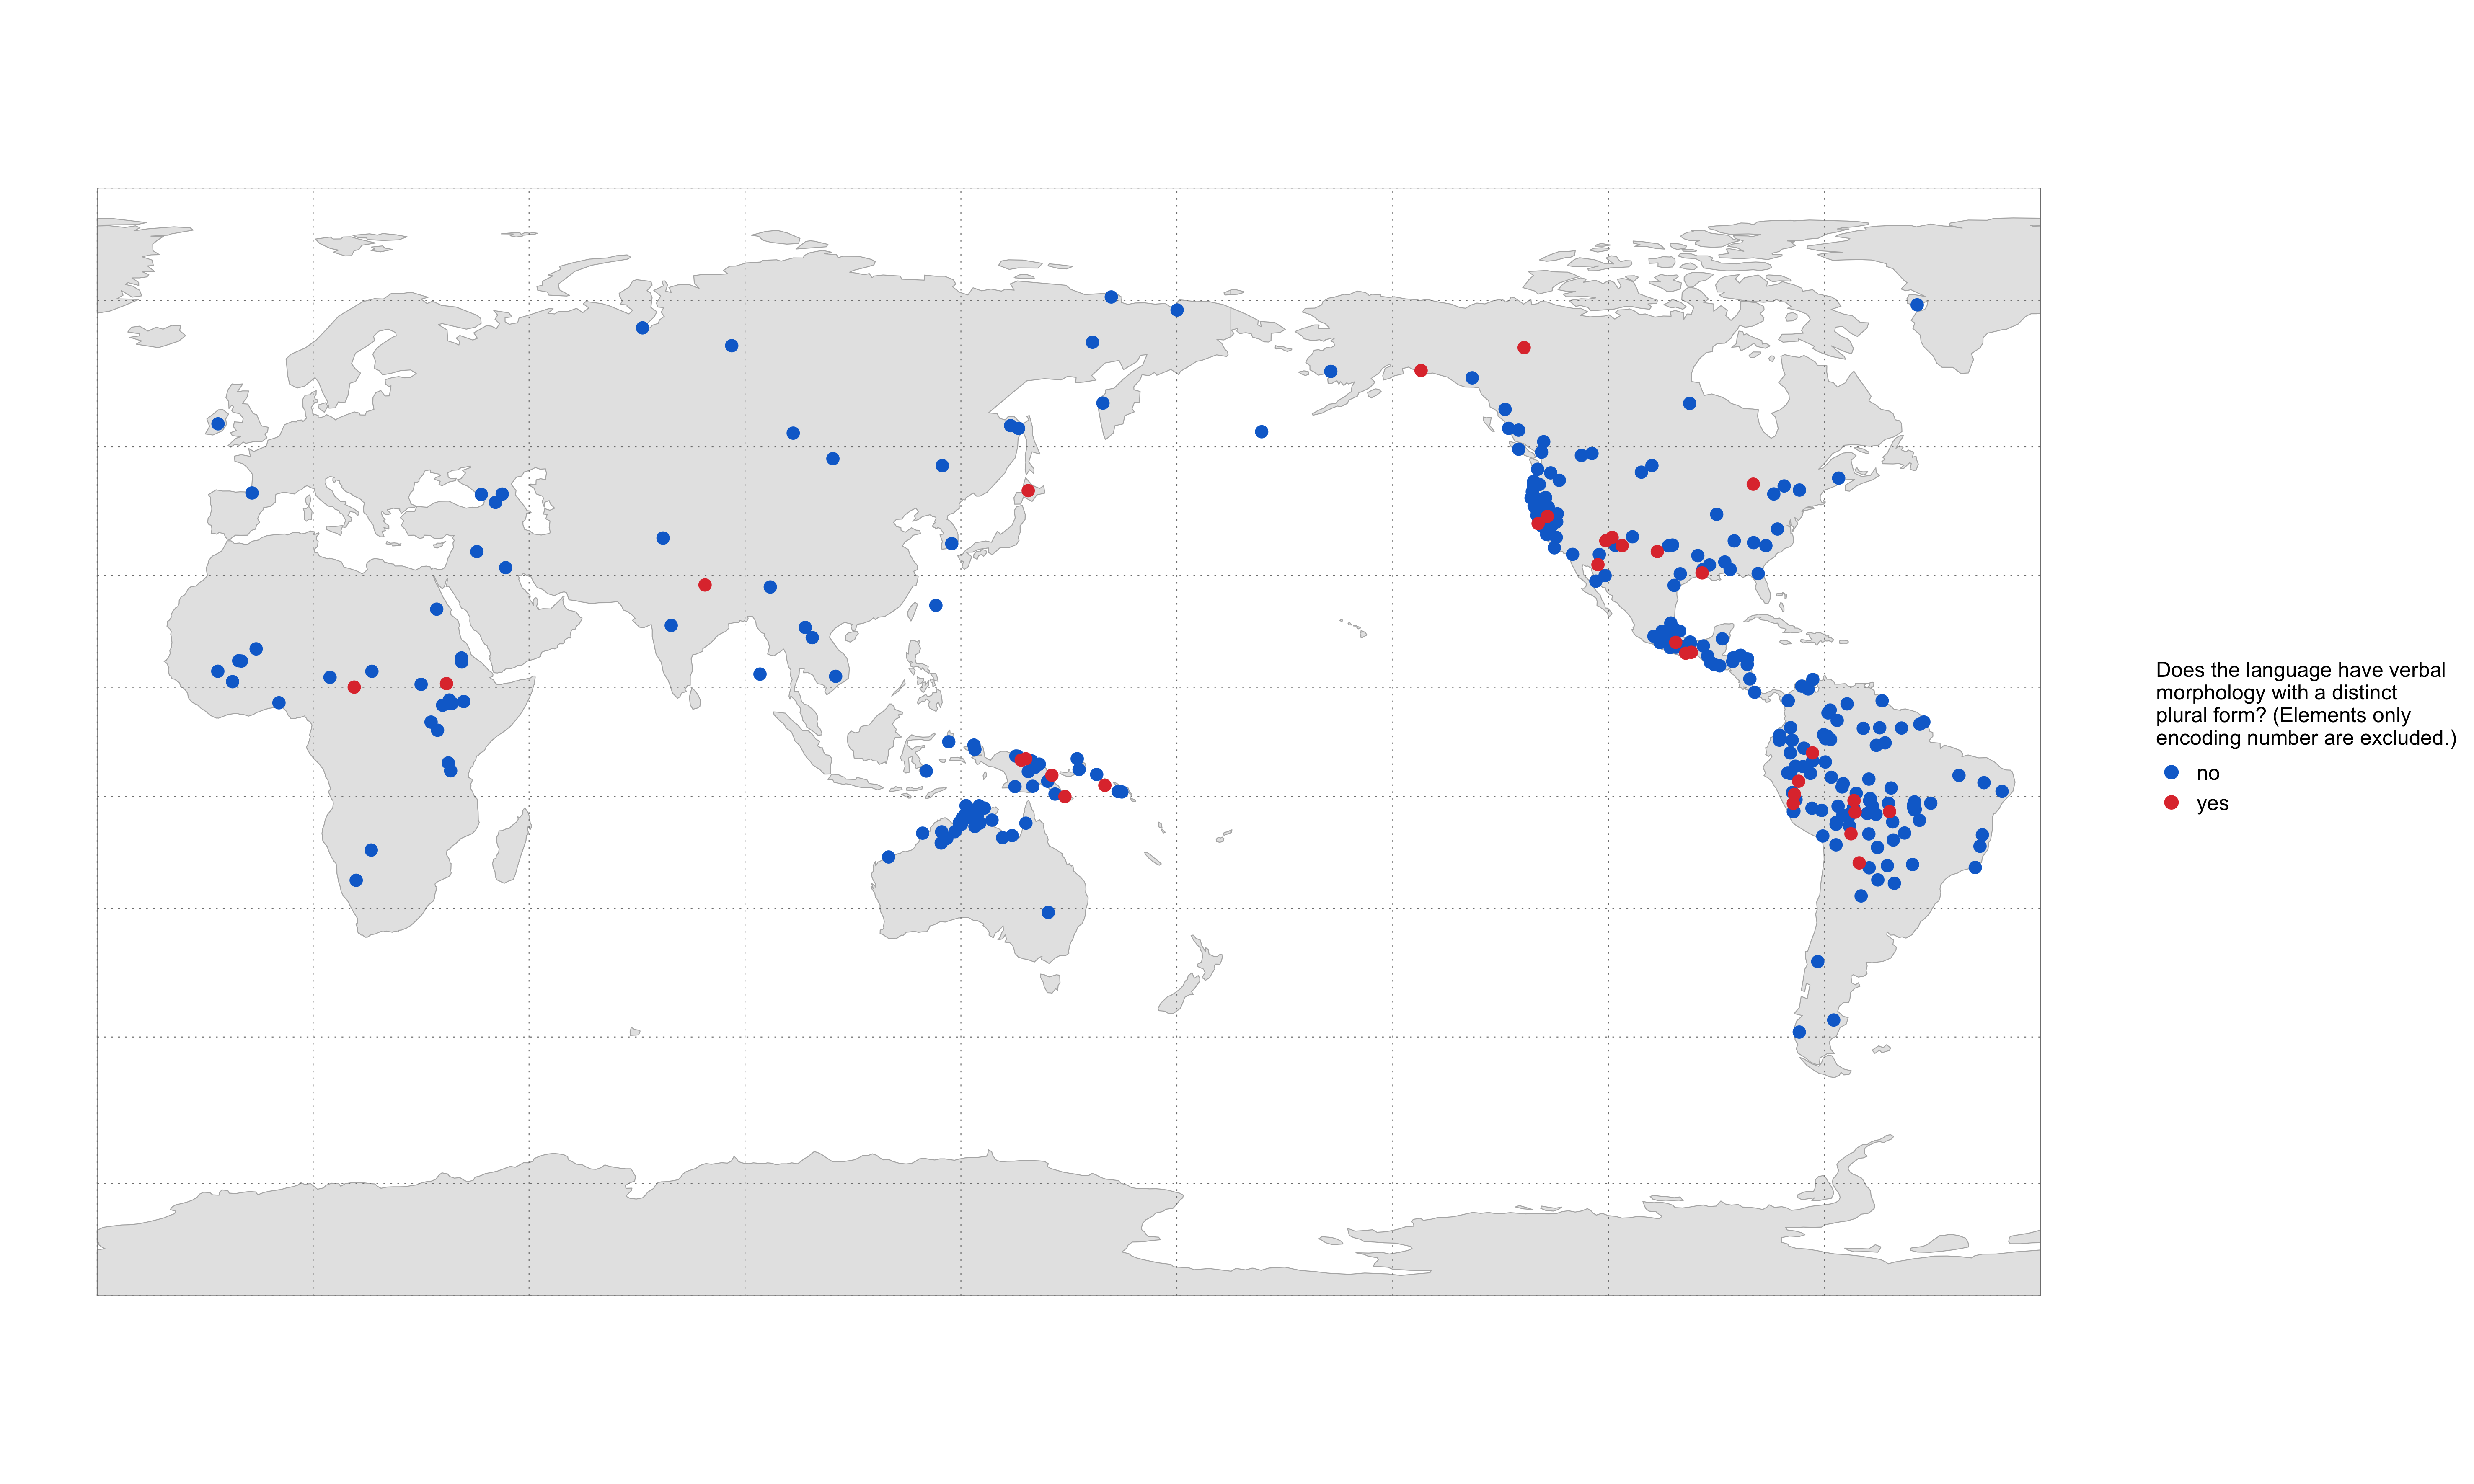 Does the language have verbal
morphology with a distinct
plural form? (Elements only
encoding number are excluded.)
no
yes